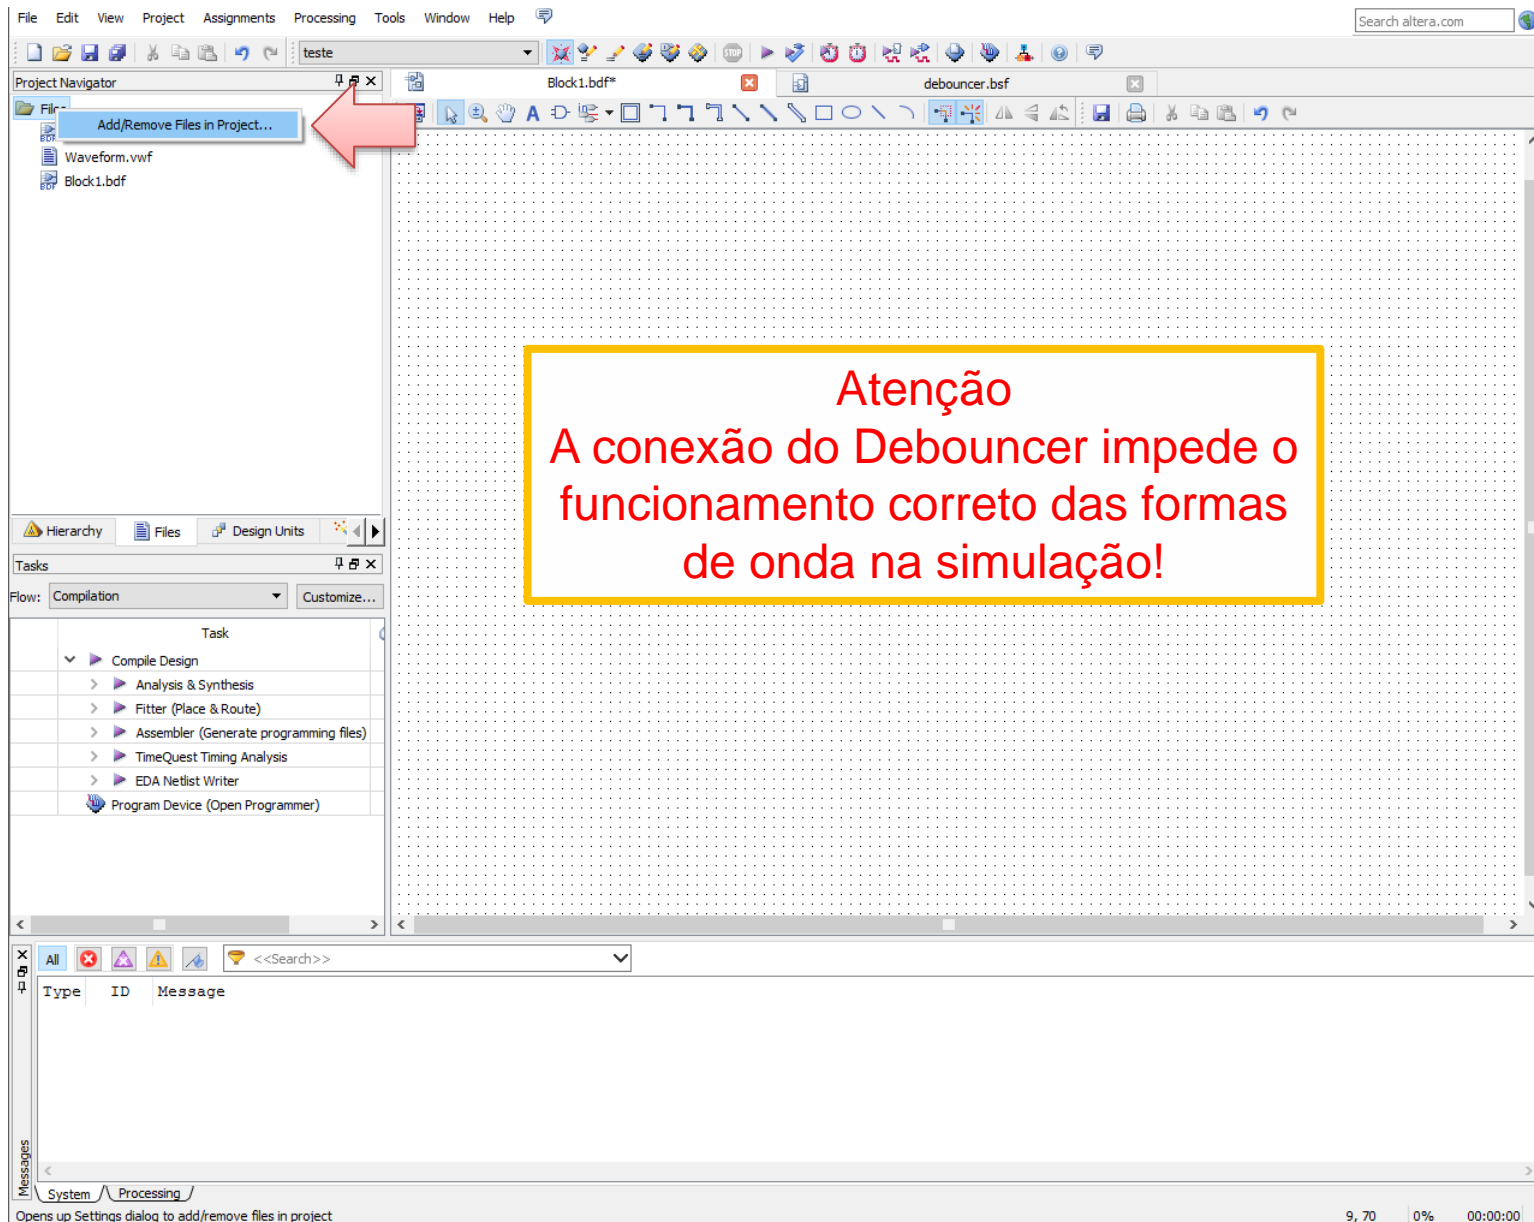 File Edit View Project Assignments Processing Tools Window Help
Search altera.com
teste
Project Navigator
Block1.bdf*
debouncer.bsf
Files
Add/Remove Files in Project...
Waveform.vwf
Block1.bdf
Atenção
A conexão do Debouncer impede o
funcionamento correto das formas
de onda na simulação!
Hierarchy Files Design Units
Tasks
Flow: Compilation Customize...
Task
Compile Design
Analysis & Synthesis
Fitter (Place & Route)
Assembler (Generate programming files)
TimeQuest Timing Analysis
EDA Netlist Writer
Program Device (Open Programmer)
All <<Search>>
Type ID Message
Messages
System Processing
Opens up Settings dialog to add/remove files in project
9, 70 0% 00:00:00